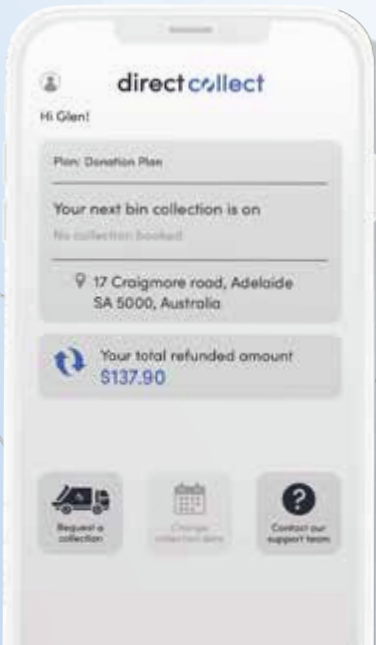 directcollect
Hi Glen!
Plan: Donation Plan
Your next bin collection is on
No collection booked
17 Craigmore road, Adelaide
SA 5000, Australia
Your total refunded amount
$137.90
Request a
collection
Change
collection date
Contact our
support team